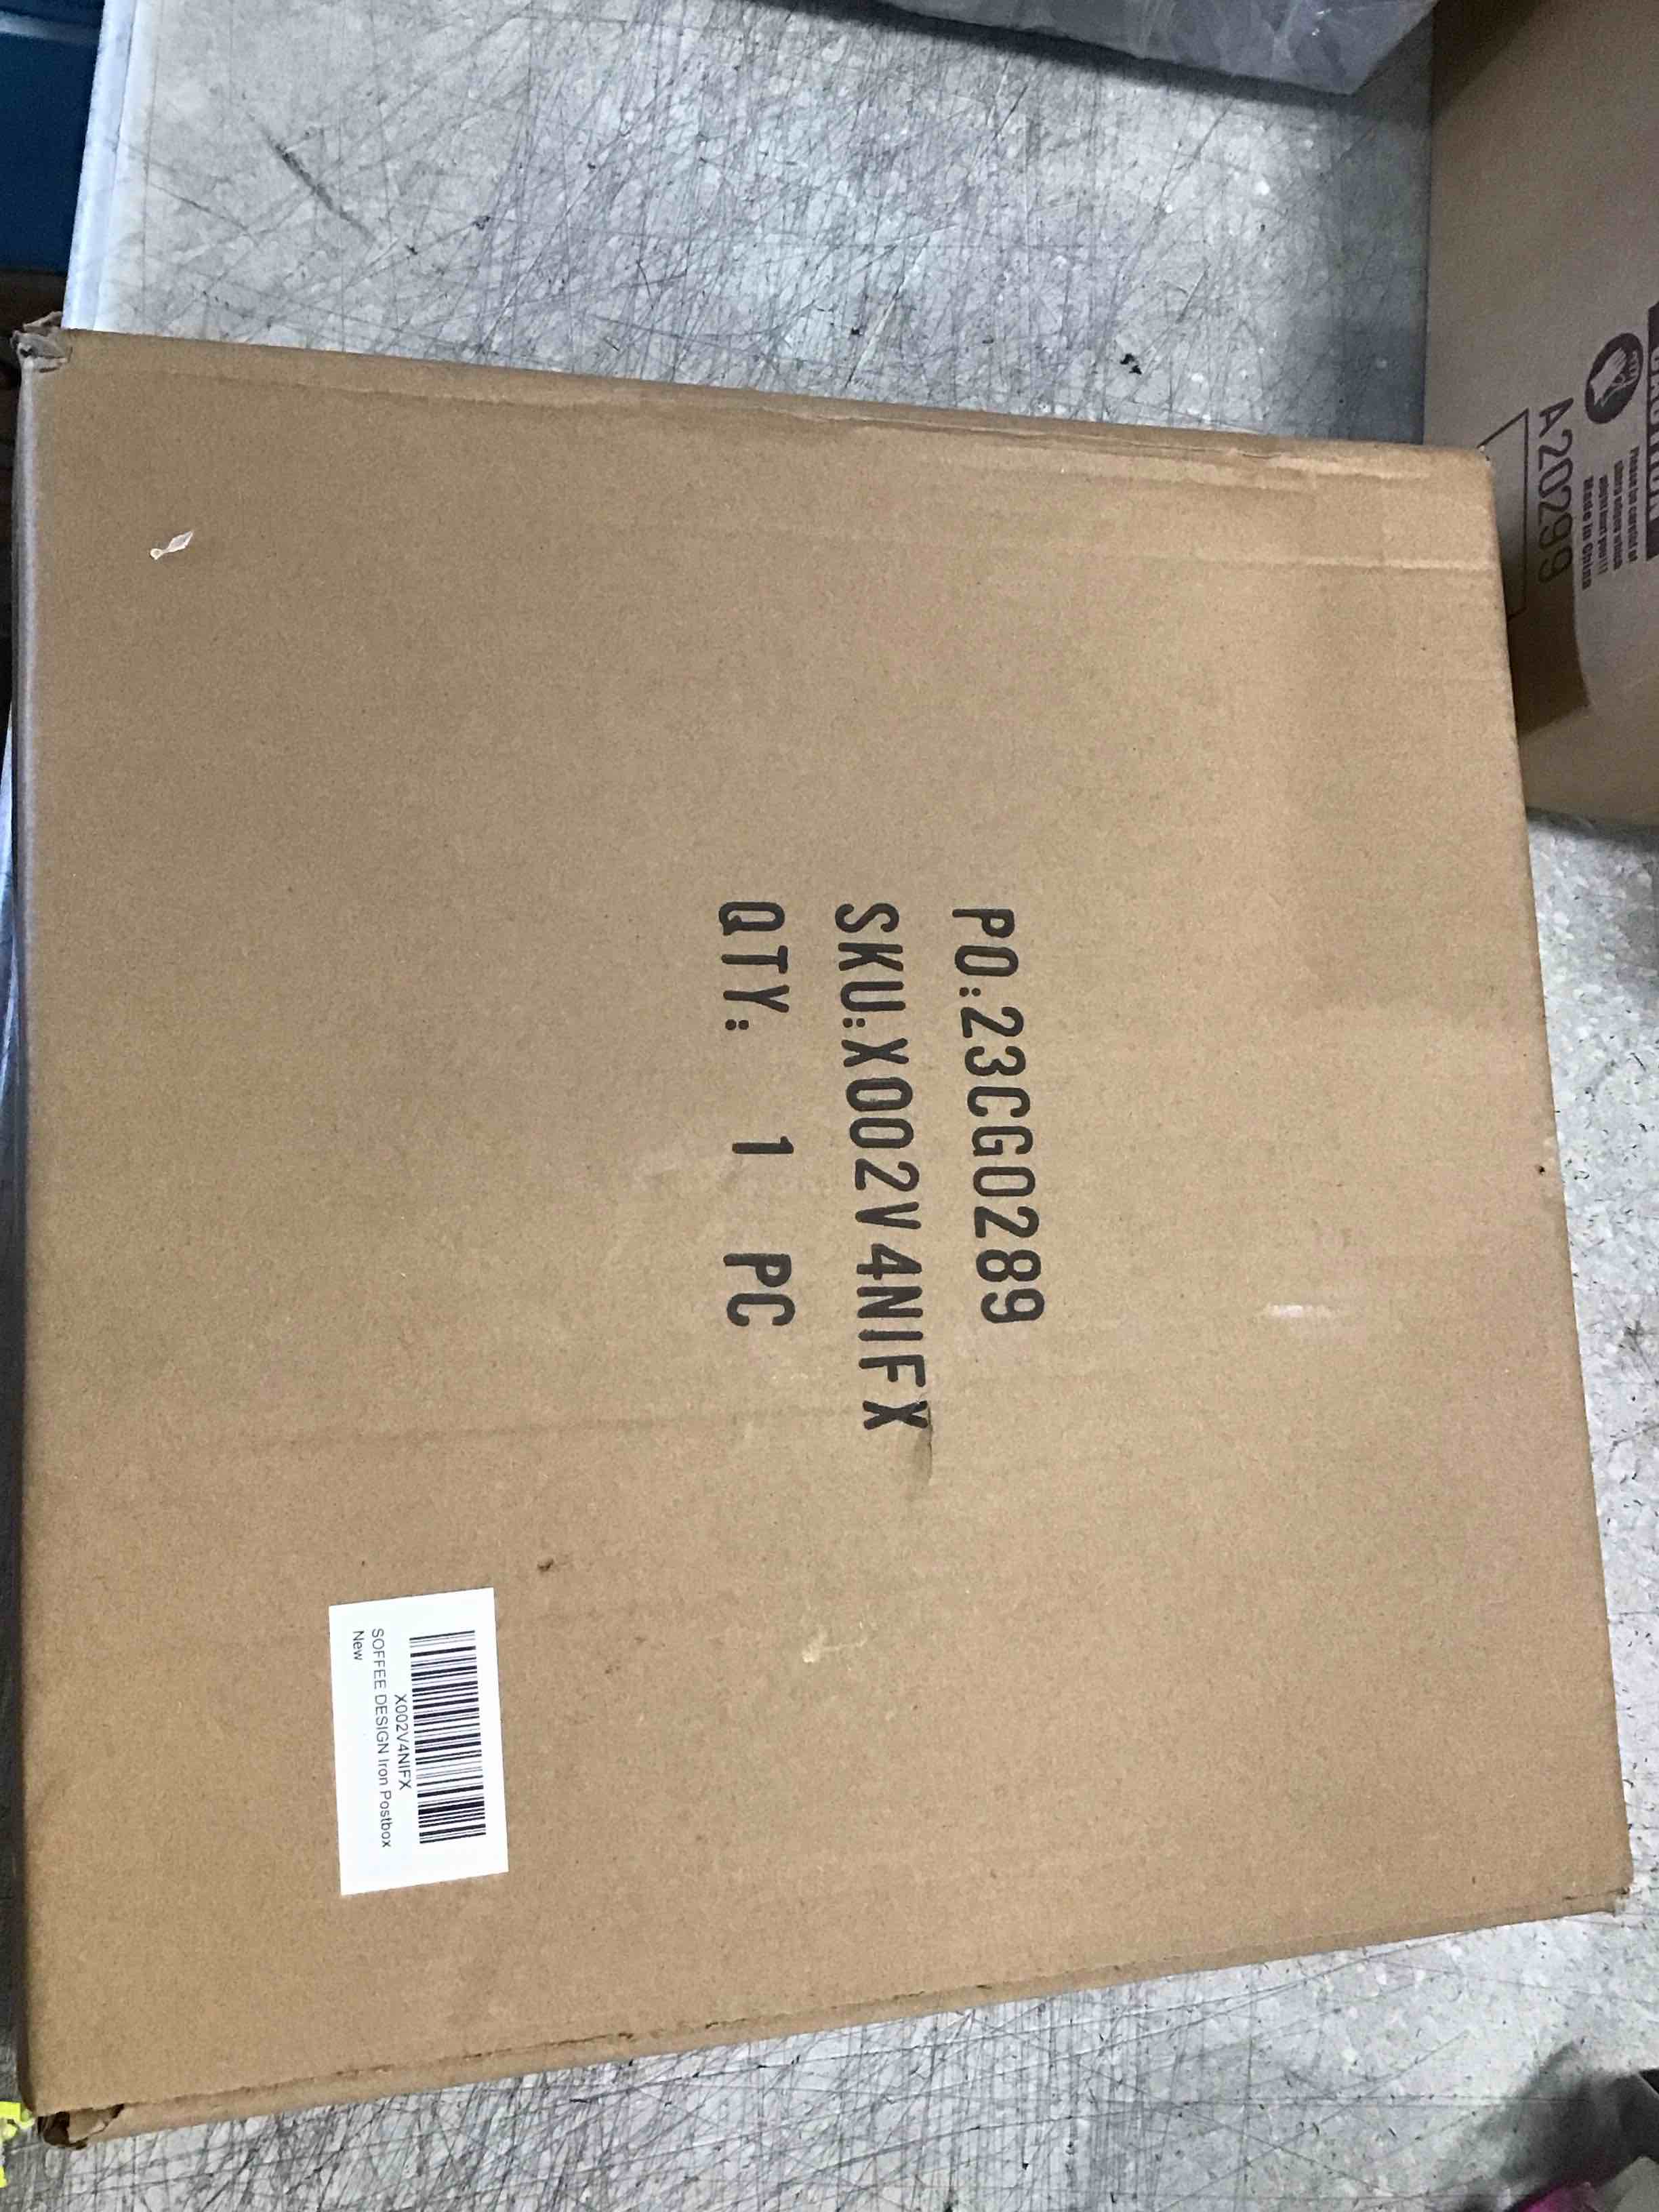 PO:23CG0289
SKU:X002V4NIFX
QTY: 1 PC
X002V4NIFX
SOFFEE DESIGN Iron Postbox
New
A20299
Made in China